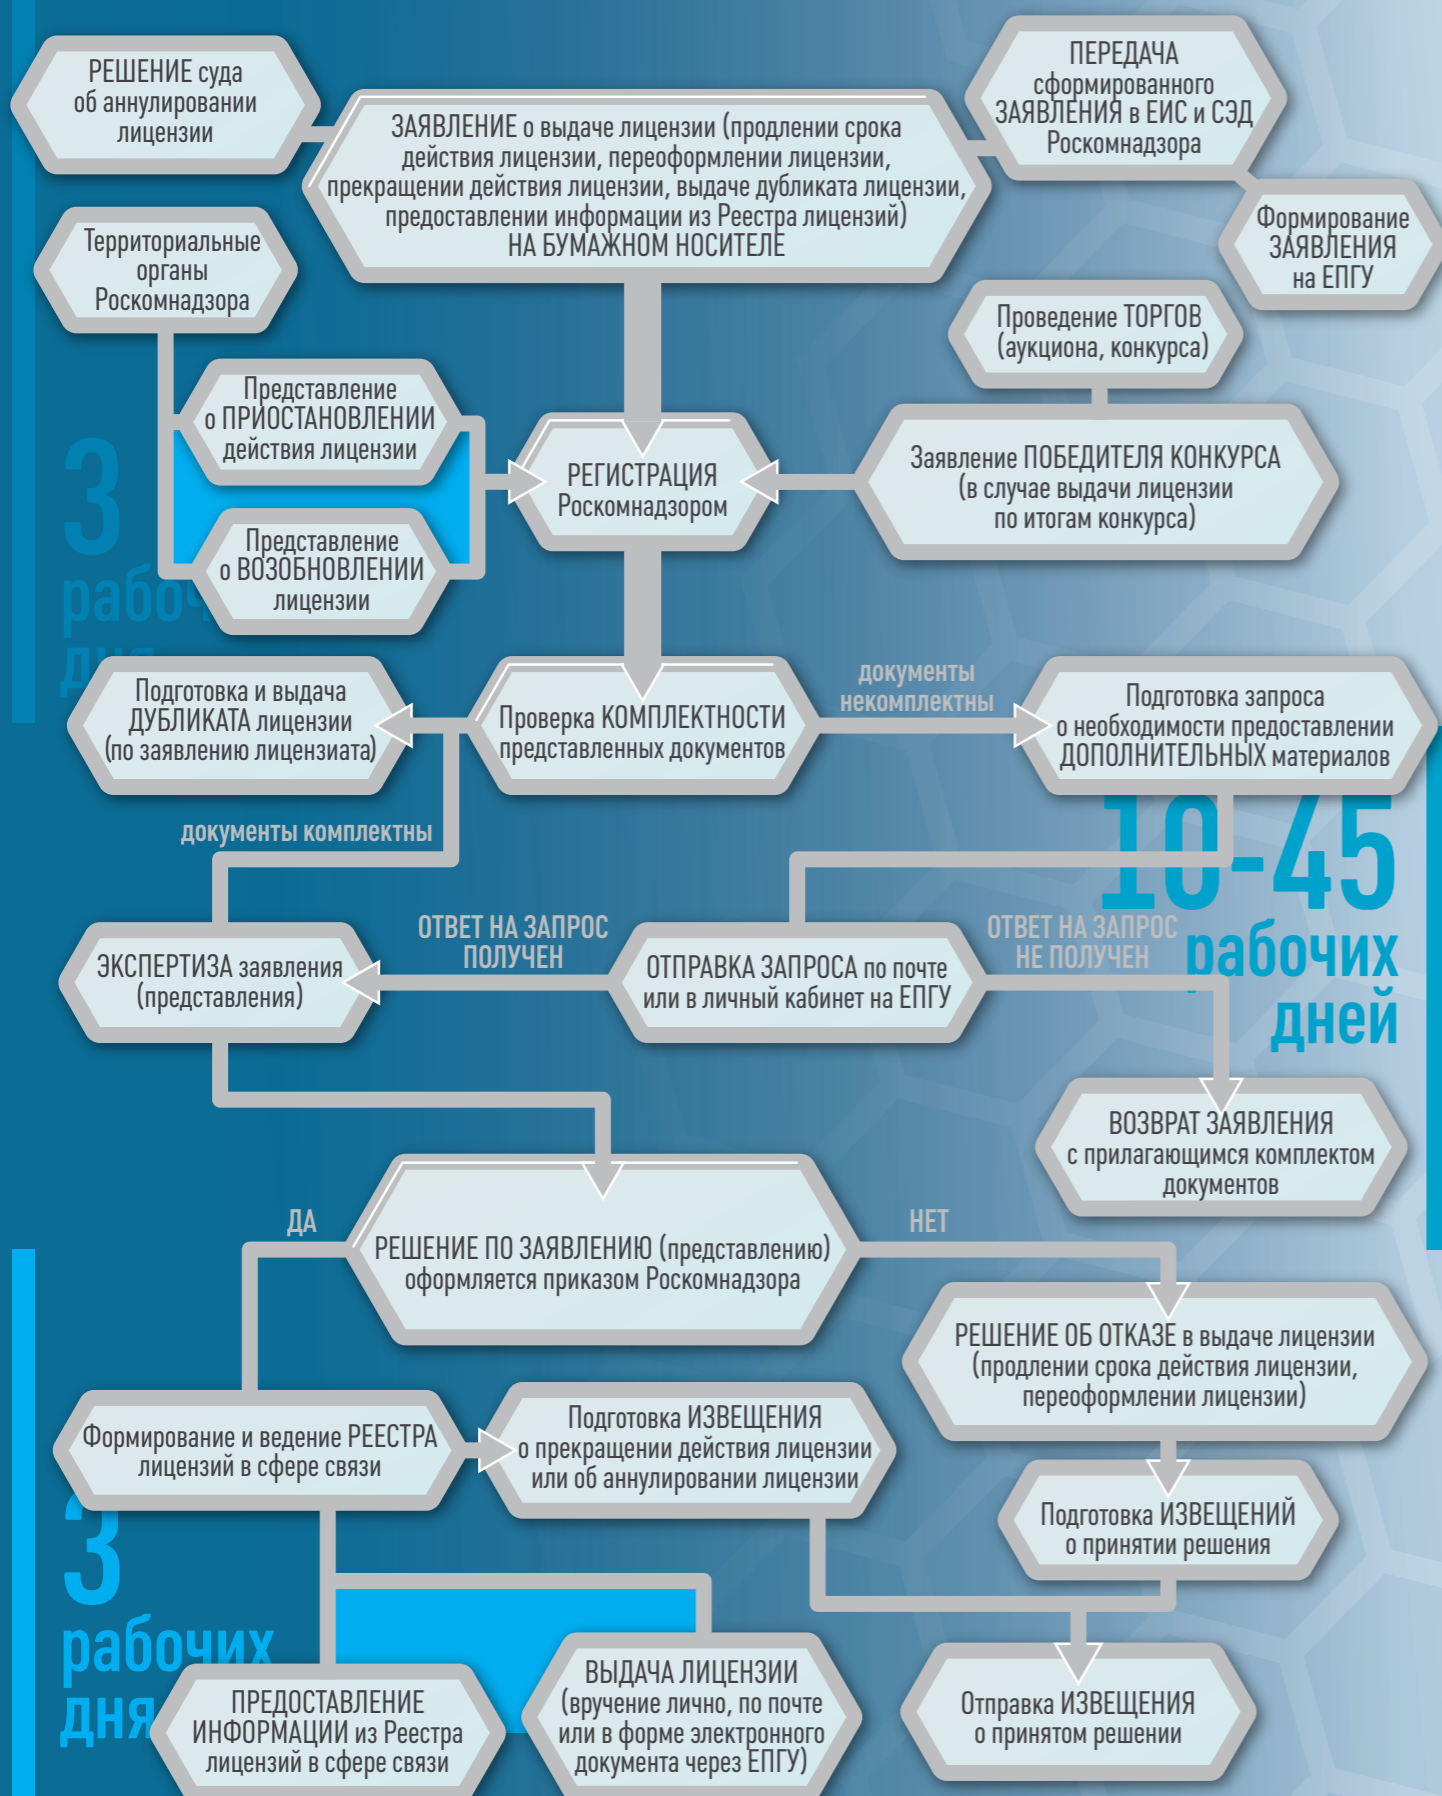 РЕШЕНИЕ суда
об аннулировании
лицензии
ЗАЯВЛЕНИЕ о выдаче лицензии (продлении срока
действия лицензии, переоформлении лицензии,
прекращении действия лицензии, выдаче дубликата лицензии,
предоставлении информации из Реестра лицензий)
НА БУМАЖНОМ НОСИТЕЛЕ
ПЕРЕДАЧА
сформированного
ЗАЯВЛЕНИЯ в ЕИС и СЭД
Роскомнадзора
Формирование
ЗАЯВЛЕНИЯ
на ЕПГУ
Территориальные
органы
Роскомнадзора
Проведение ТОРГОВ
(аукциона, конкурса)
Представление
о ПРИОСТАНОВЛЕНИИ
действия лицензии
РЕГИСТРАЦИЯ
Роскомнадзором
Заявление ПОБЕДИТЕЛЯ КОНКУРСА
(в случае выдачи лицензии
по итогам конкурса)
Представление
о ВОЗОБНОВЛЕНИИ
лицензии
3
рабочих
дня
Подготовка и выдача
ДУБЛИКАТА лицензии
(по заявлению лицензиата)
Проверка КОМПЛЕКТНОСТИ
представленных документов
документы
некомплектны
Подготовка запроса
о необходимости предоставлении
ДОПОЛНИТЕЛЬНЫХ материалов
документы комплектны
10-45
рабочих
дней
ЭКСПЕРТИЗА заявления
(представления)
ОТВЕТ НА ЗАПРОС
ПОЛУЧЕН
ОТПРАВКА ЗАПРОСА по почте
или в личный кабинет на ЕПГУ
ОТВЕТ НА ЗАПРОС
НЕ ПОЛУЧЕН
ВОЗВРАТ ЗАЯВЛЕНИЯ
с прилагающимся комплектом
документов
ДА
РЕШЕНИЕ ПО ЗАЯВЛЕНИЮ (представлению)
оформляется приказом Роскомнадзора
НЕТ
РЕШЕНИЕ ОБ ОТКАЗЕ в выдаче лицензии
(продлении срока действия лицензии,
переоформлении лицензии)
Формирование и ведение РЕЕСТРА
лицензий в сфере связи
Подготовка ИЗВЕЩЕНИЯ
о прекращении действия лицензии
или об аннулировании лицензии
Подготовка ИЗВЕЩЕНИЙ
о принятии решения
3
рабочих
дня
ПРЕДОСТАВЛЕНИЕ
ИНФОРМАЦИИ из Реестра
лицензий в сфере связи
ВЫДАЧА ЛИЦЕНЗИИ
(вручение лично, по почте
или в форме электронного
документа через ЕПГУ)
Отправка ИЗВЕЩЕНИЯ
о принятом решении